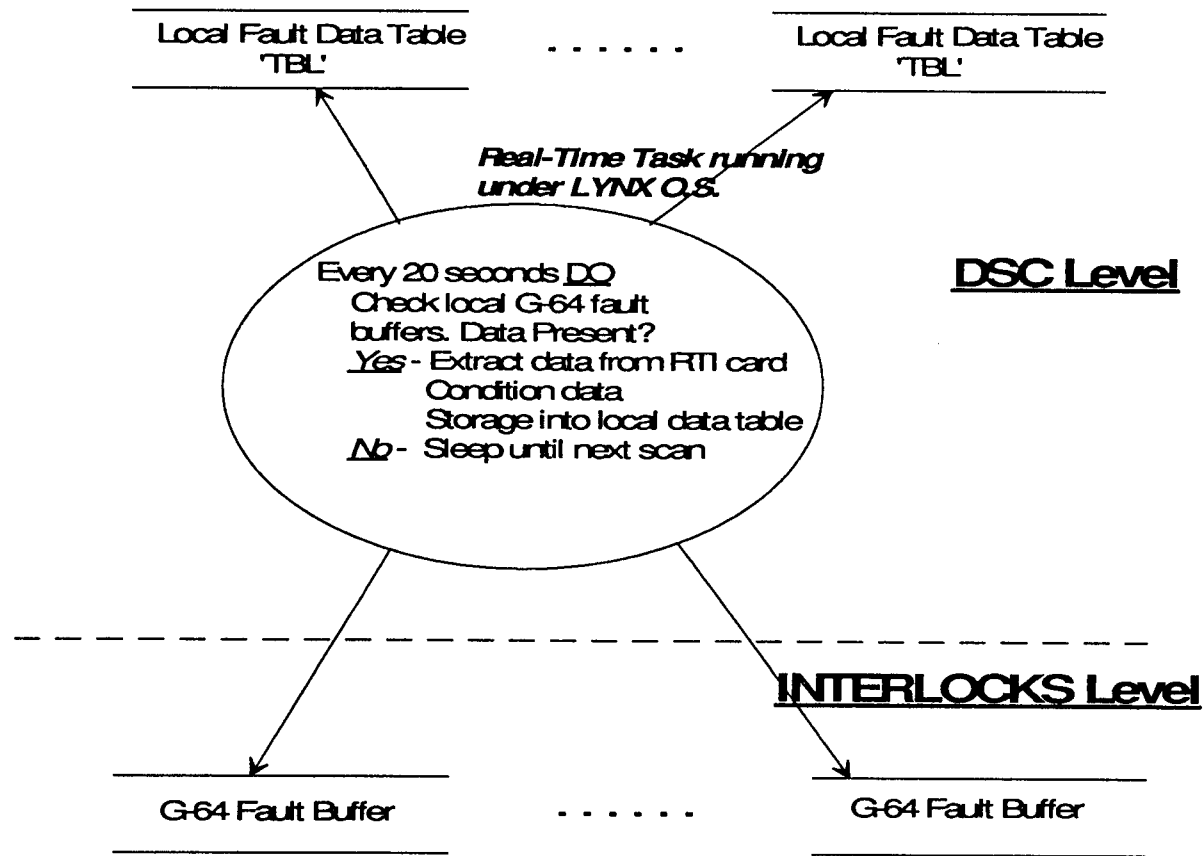 Local Fault Data Table
'TBL'
. . . . . .
Local Fault Data Table
'TBL'
Real-Time Task running
under LYNX O.S.
Every 20 seconds DO
Check local G-64 fault
buffers. Data Present?
Yes - Extract data from RTI card
Condition data
Storage into local data table
No - Sleep until next scan
DSC Level
INTERLOCKS Level
G-64 Fault Buffer
. . . . . .
G-64 Fault Buffer